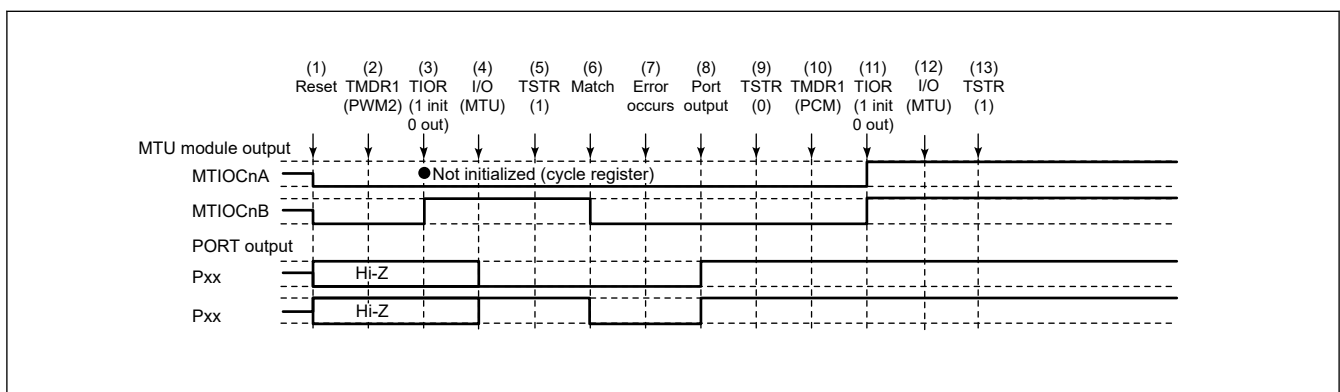 (1) (2) (3) (4) (5) (6) (7) (8) (9) (10) (11) (12) (13)
Reset TMDR1 TIOR I/O TSTR Match Error Port TSTR TMDR1 TIOR I/O TSTR
(PWM2) (1 init (MTU) (1) occurs output (0) (PCM) (1 init (MTU) (1)
0 out) 0 out)
MTU module output
MTIOCnA ●Not initialized (cycle register)
MTIOCnB
PORT output
Pxx Hi-Z
Pxx Hi-Z